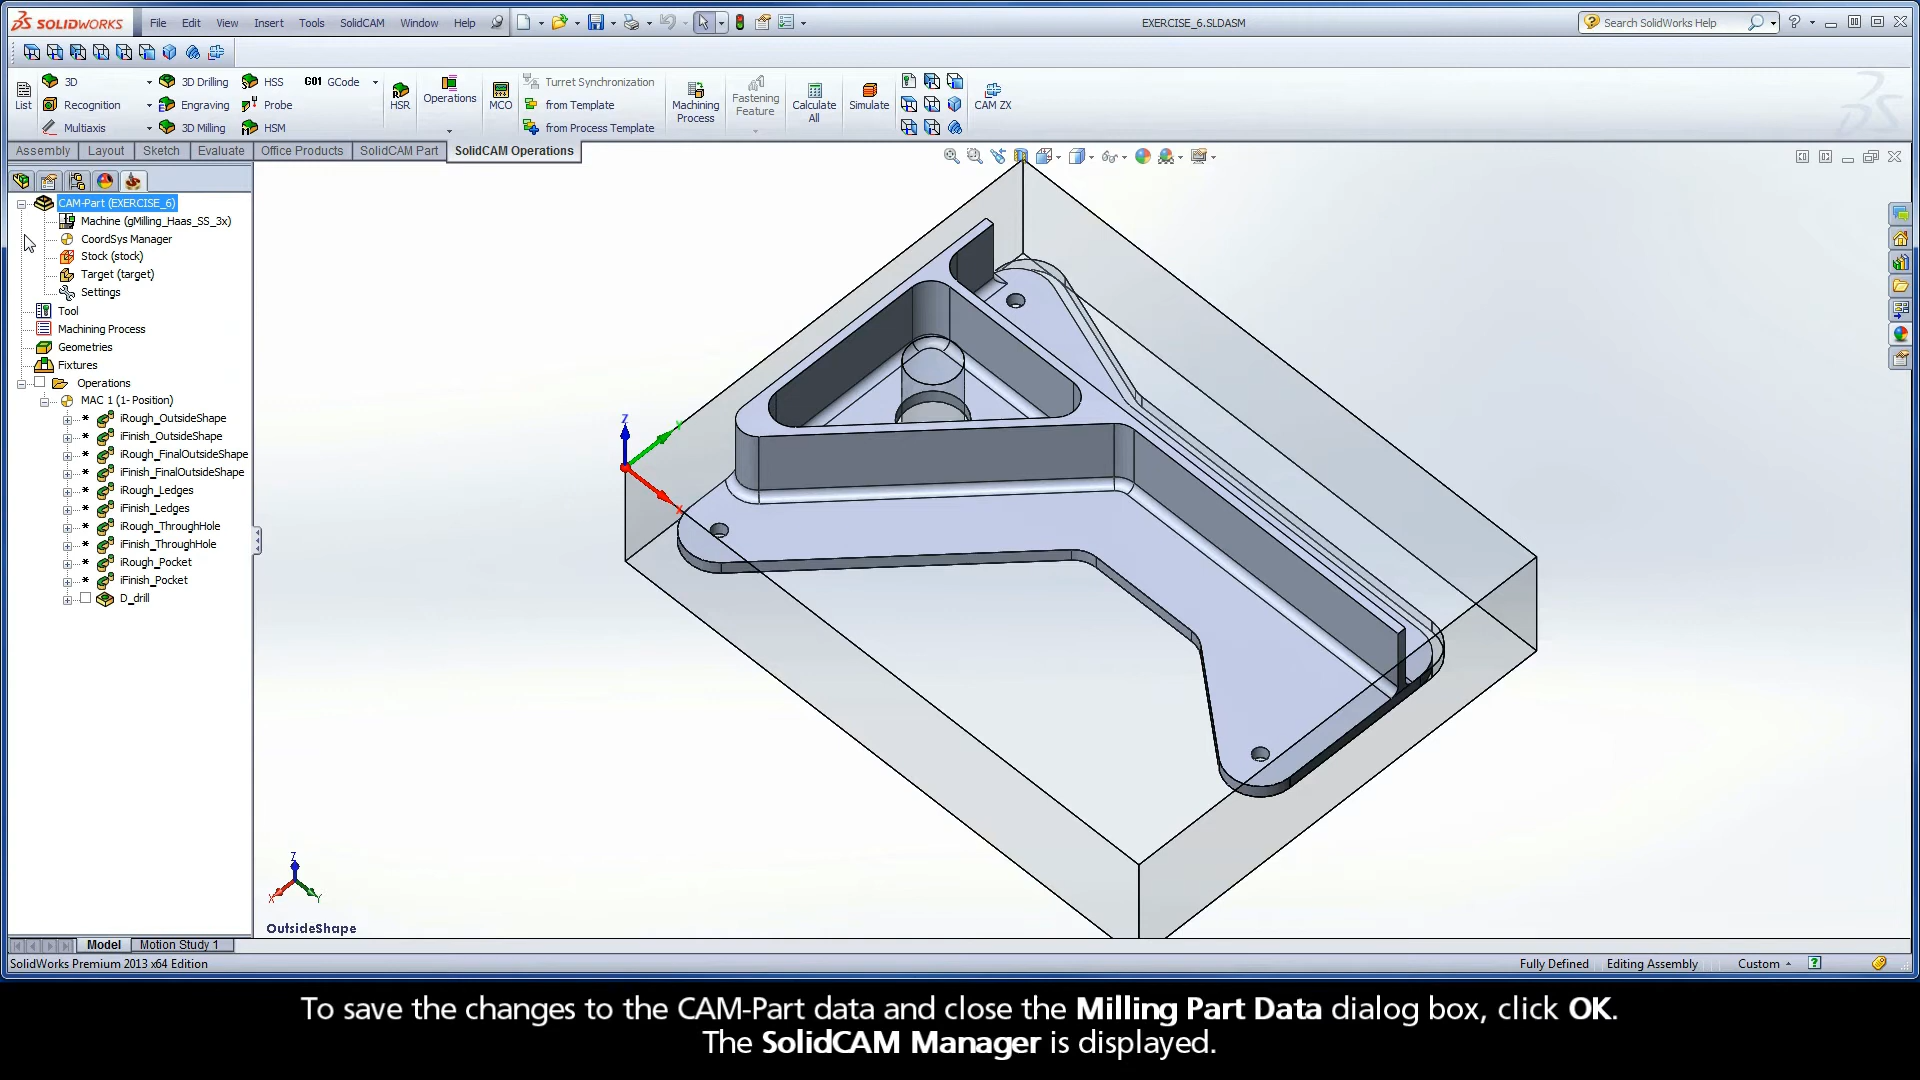 SOLIDWORKS
File Edit View Insert Tools SolidCAM Window Help
EXERCISE_6.SLDASM
Search SolidWorks Help
List
3D
Recognition
Multiaxis
3D Drilling
Engraving
3D Milling
HSS
Probe
HSM
G01 GCode
HSR
Operations
MCO
Turret Synchronization
from Template
from Process Template
Machining Process
Fastening Feature
Calculate All
Simulate
CAM ZX
Assembly Layout Sketch Evaluate Office Products SolidCAM Part SolidCAM Operations
CAM-Part (EXERCISE_6)
Machine (gMilling_Haas_SS_3x)
CoordSys Manager
Stock (stock)
Target (target)
Settings
Tool
Machining Process
Geometries
Fixtures
Operations
MAC 1 (1- Position)
* iRough_OutsideShape
* iFinish_OutsideShape
* iRough_FinalOutsideShape
* iFinish_FinalOutsideShape
* iRough_Ledges
* iFinish_Ledges
* iRough_ThroughHole
* iFinish_ThroughHole
* iRough_Pocket
* iFinish_Pocket
D_drill
Z
Y
X
Z
X
Y
OutsideShape
Model Motion Study 1
SolidWorks Premium 2013 x64 Edition
Fully Defined Editing Assembly Custom
To save the changes to the CAM-Part data and close the Milling Part Data dialog box, click OK.
The SolidCAM Manager is displayed.